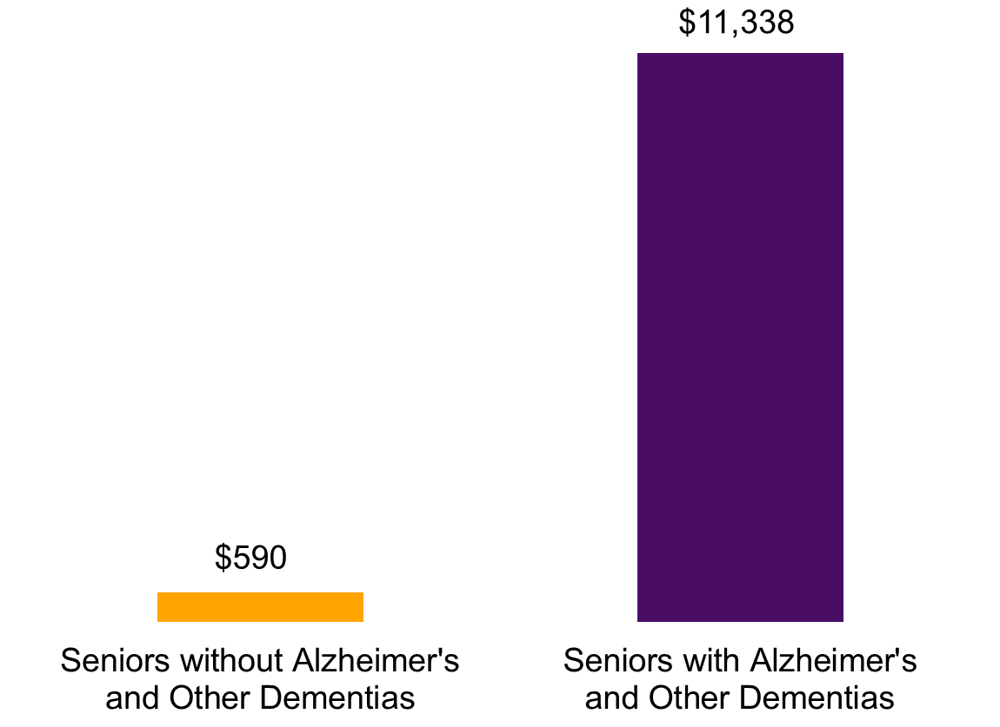 $11,338
$590
Seniors without Alzheimer's
and Other Dementias
Seniors with Alzheimer's
and Other Dementias